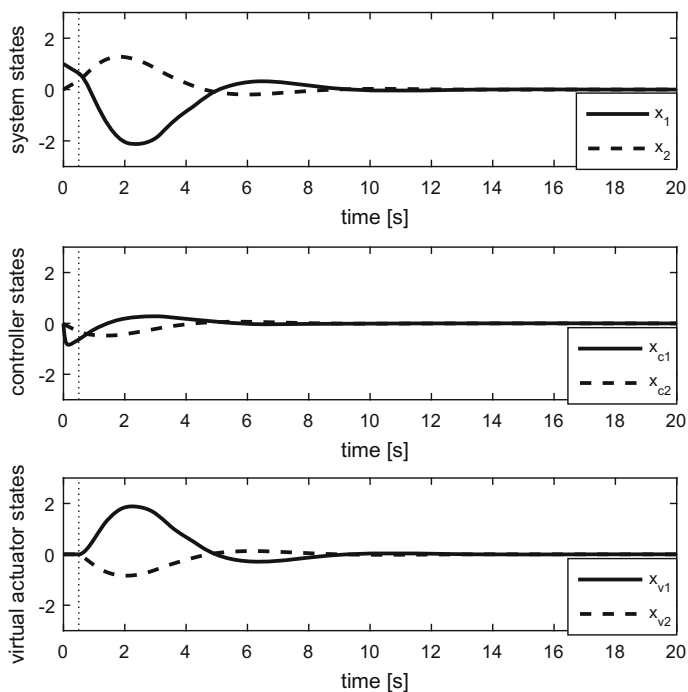 system states
2
0
-2
0 2 4 6 8 10 12 14 16 18 20
time [s]
x1
x2
controller states
2
0
-2
0 2 4 6 8 10 12 14 16 18 20
time [s]
xc1
xc2
virtual actuator states
2
0
-2
0 2 4 6 8 10 12 14 16 18 20
time [s]
xv1
xv2